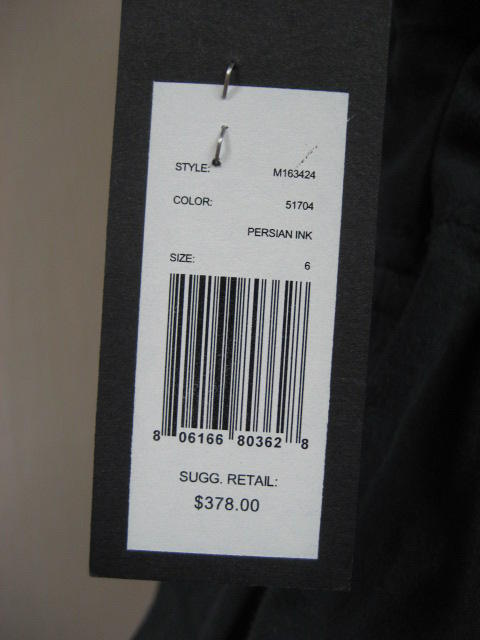 STYLE: M163424
COLOR: 51704
PERSIAN INK
SIZE: 6
8 06166 80362 8
SUGG. RETAIL:
$378.00